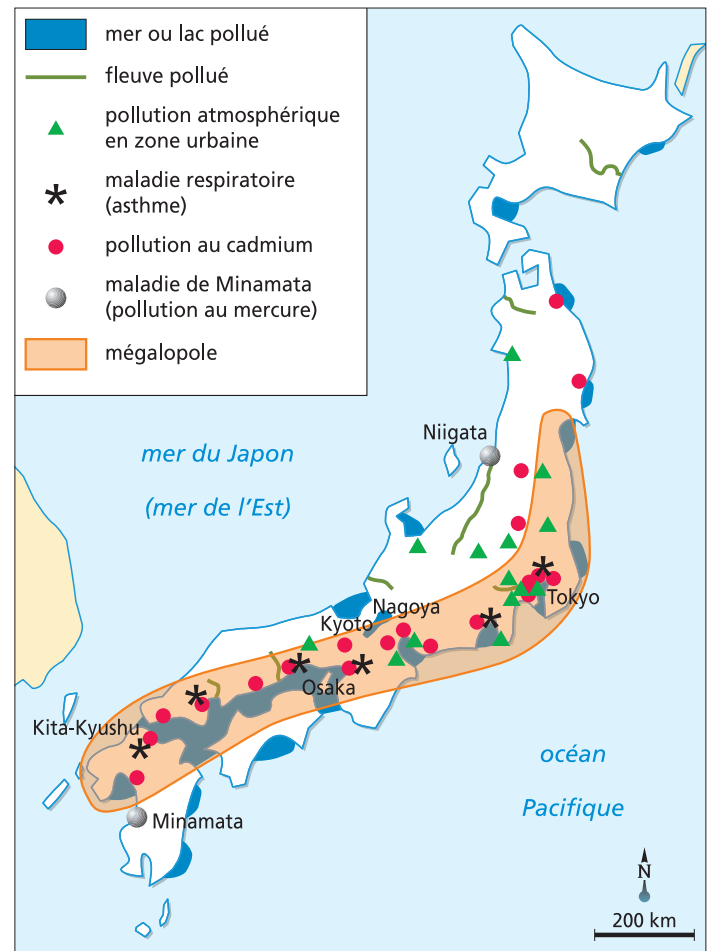 mer ou lac pollué
fleuve pollué
pollution atmosphérique
en zone urbaine
maladie respiratoire
(asthme)
pollution au cadmium
maladie de Minamata
(pollution au mercure)
mégalopole
Niigata
mer du Japon
(mer de l'Est)
Nagoya
Kyoto
Tokyo
Osaka
Kita-Kyushu
océan
Pacifique
Minamata
N
200 km